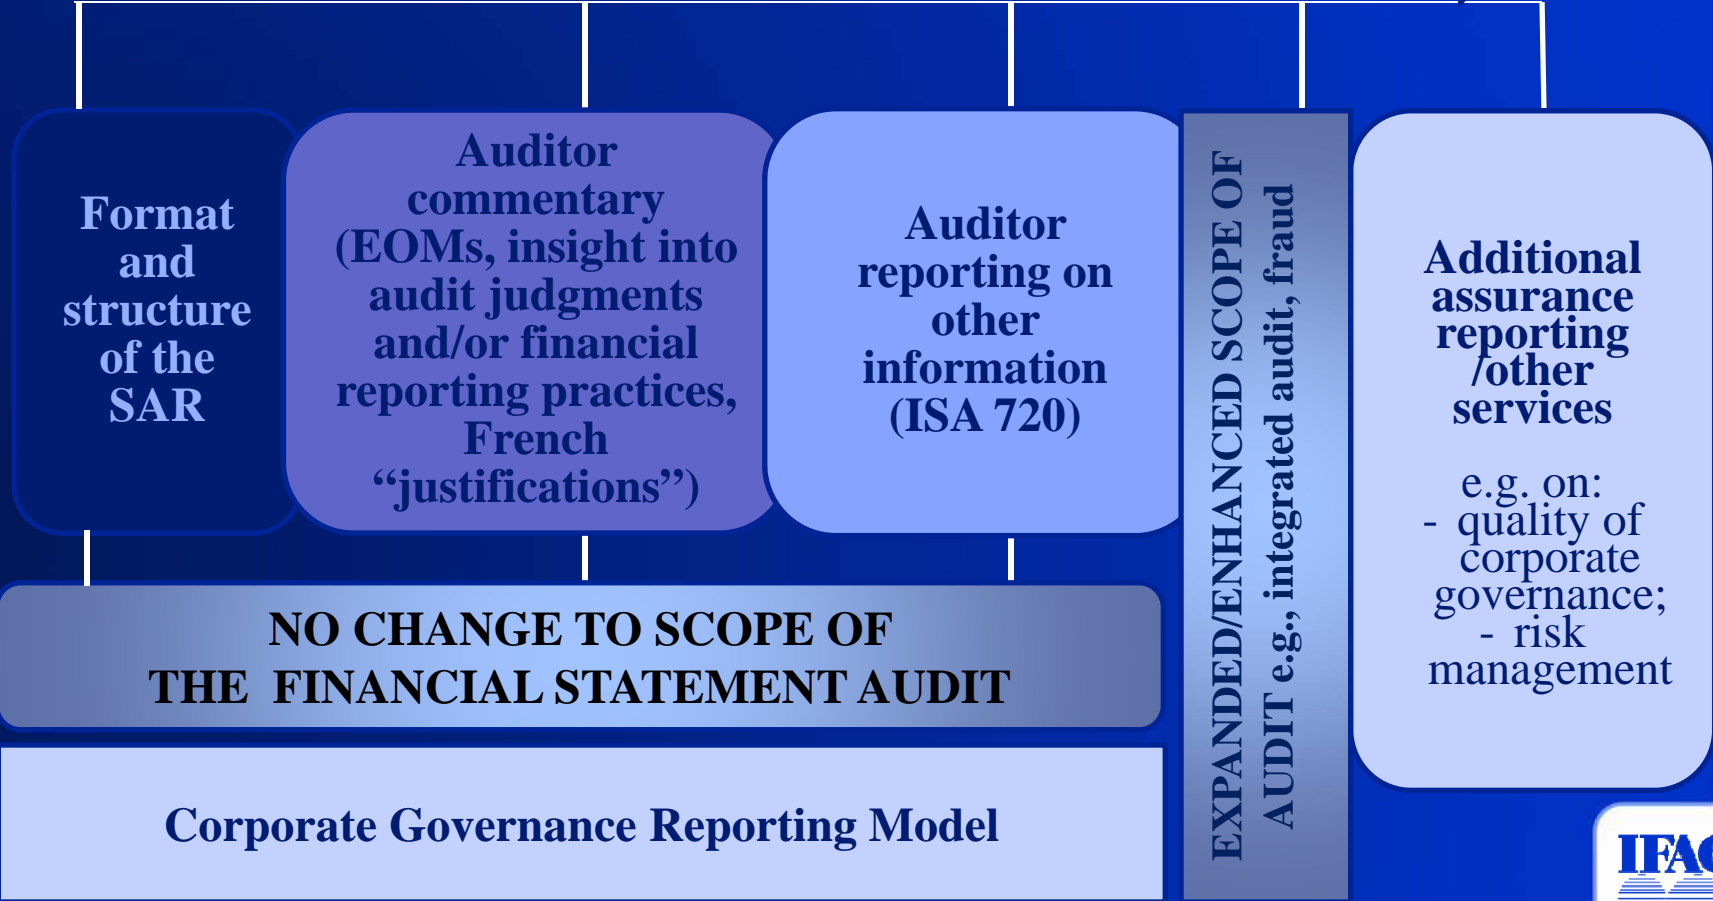 Format
and
structure
of the
SAR
Auditor
commentary
(EOMs, insight into
audit judgments
and/or financial
reporting practices,
French
“justifications”)
Auditor
reporting on
other
information
(ISA 720)
EXPANDED/ENHANCED SCOPE OF
AUDIT e.g., integrated audit, fraud
Additional
assurance
reporting
/other
services
e.g. on:
- quality of
corporate
governance;
- risk
management
NO CHANGE TO SCOPE OF
THE FINANCIAL STATEMENT AUDIT
Corporate Governance Reporting Model
IFAC